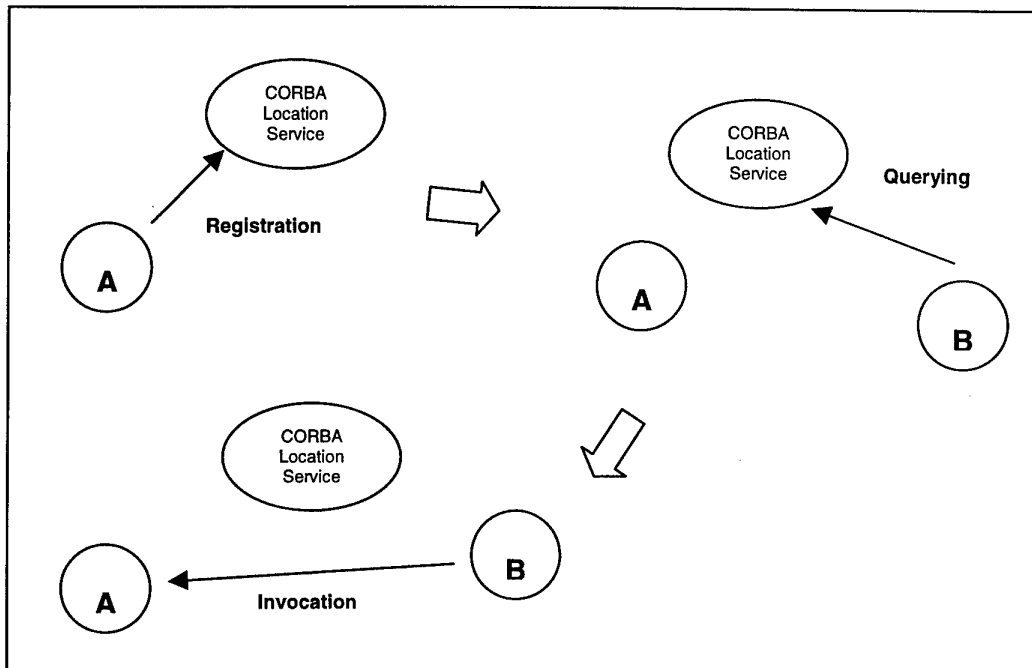 CORBA
Location
Service
Registration
A
CORBA
Location
Service
Querying
A
B
CORBA
Location
Service
A
B
Invocation